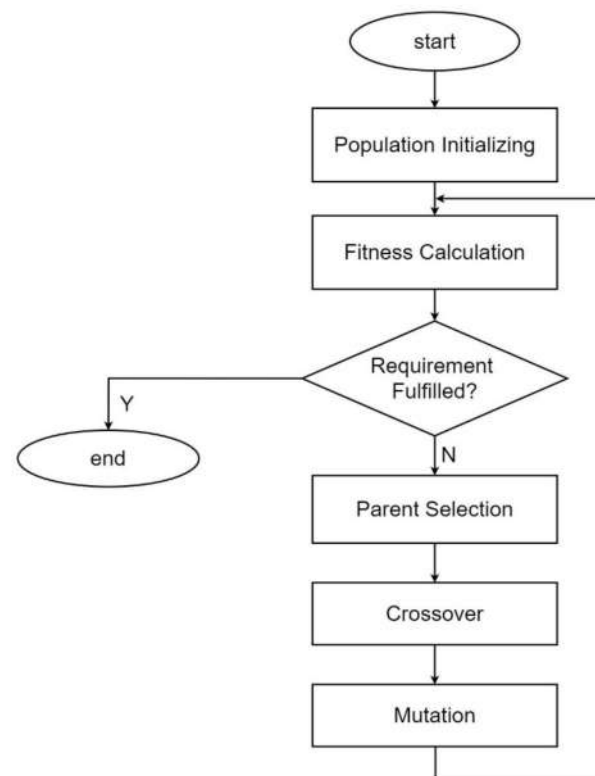 start
Population Initializing
Fitness Calculation
Requirement
Fulfilled?
Y
end
N
Parent Selection
Crossover
Mutation